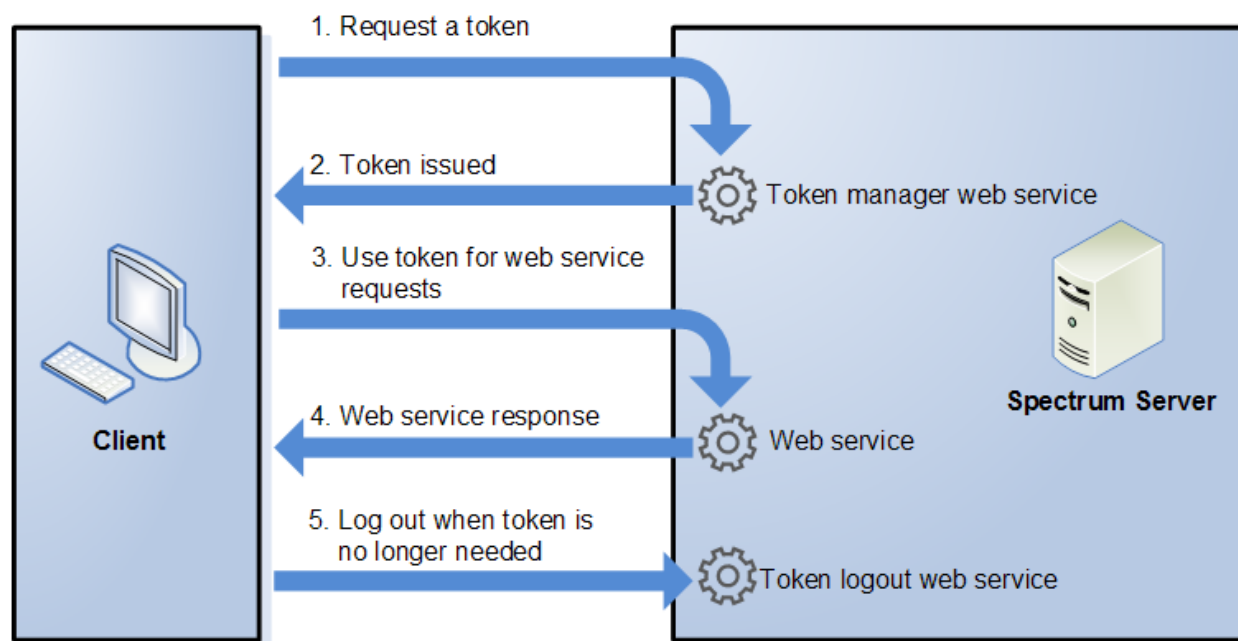 1. Request a token
2. Token issued
Token manager web service
3. Use token for web service
requests
Spectrum Server
4. Web service response
Client
Web service
5. Log out when token is
no longer needed
Token logout web service